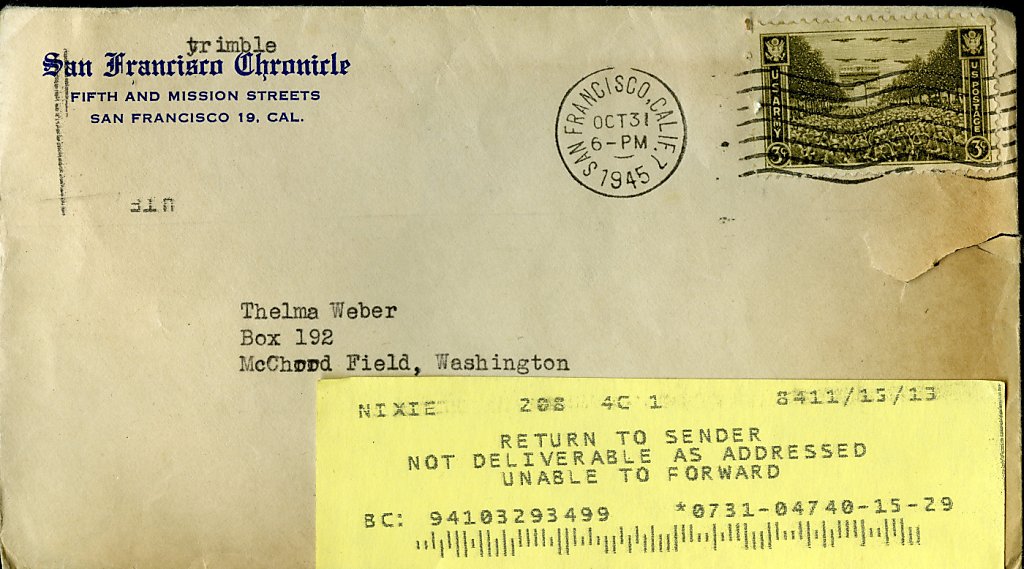 trimble
San Francisco Chronicle
FIFTH AND MISSION STREETS
SAN FRANCISCO 19, CAL.
SAN FRANCISCO, CALIF. 7
OCT 31
6-PM
1945
U.S. ARMY
U.S. POSTAGE
3¢ 3¢
Thelma Weber
Box 192
McChord Field, Washington
NIXIE 208 4C 1 8411/15/13
RETURN TO SENDER
NOT DELIVERABLE AS ADDRESSED
UNABLE TO FORWARD
BC: 94103293499 *0731-04740-15-29